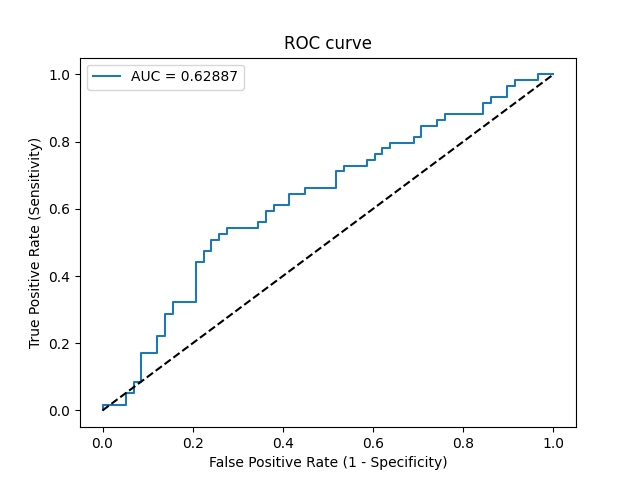 ROC curve
AUC = 0.62887
True Positive Rate (Sensitivity)
1.0
0.8
0.6
0.4
0.2
0.0
0.0 0.2 0.4 0.6 0.8 1.0
False Positive Rate (1 - Specificity)